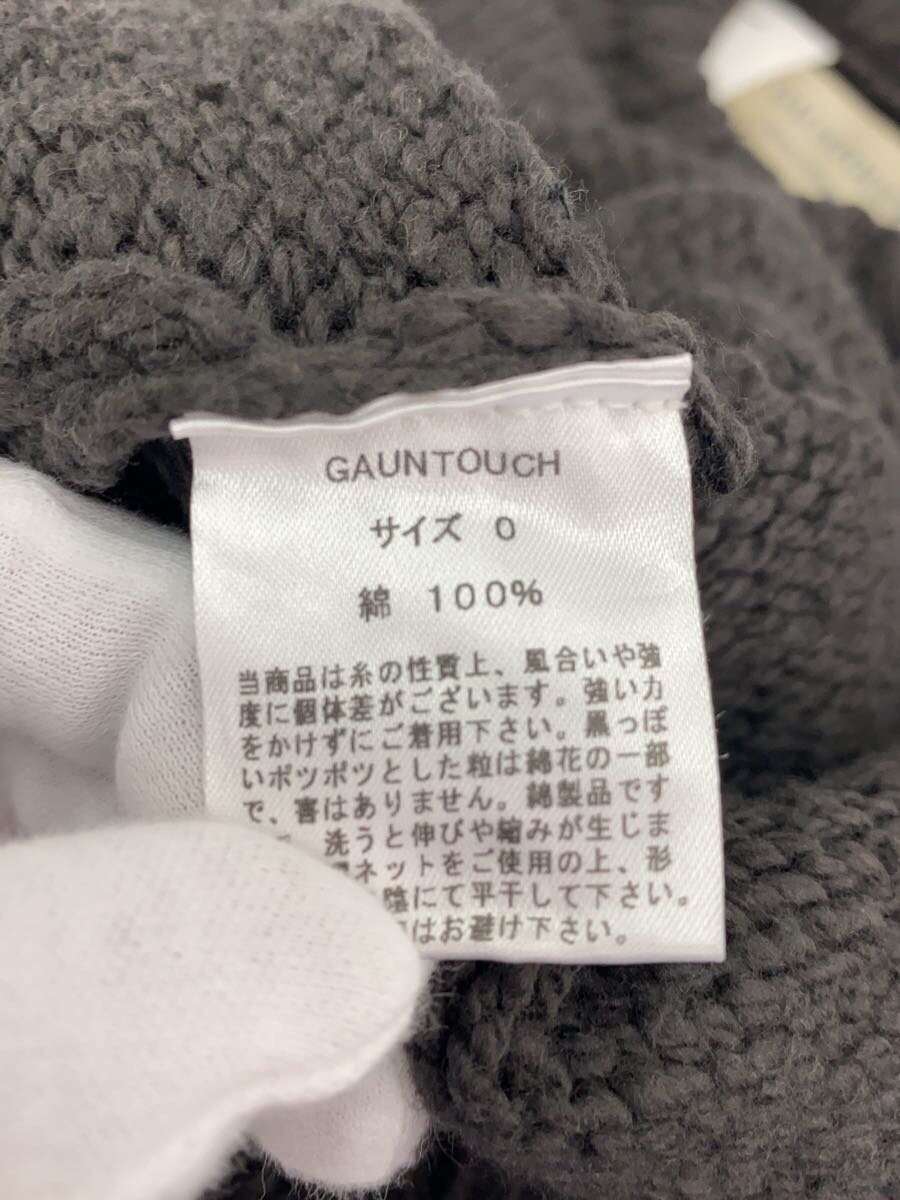 GAUNTOUCH
サイズ 0
綿 100%
当商品は糸の性質上、風合いや強
度に個体差がございます。強い力
をかけずにご着用下さい。黒っぽ
いポツポツとした粒は綿花の一部
で、害はありません。綿製品です
洗うと伸びや縮みが生じま
ネットをご使用の上、形
陰にて平干して下さい。
はお避け下さい。